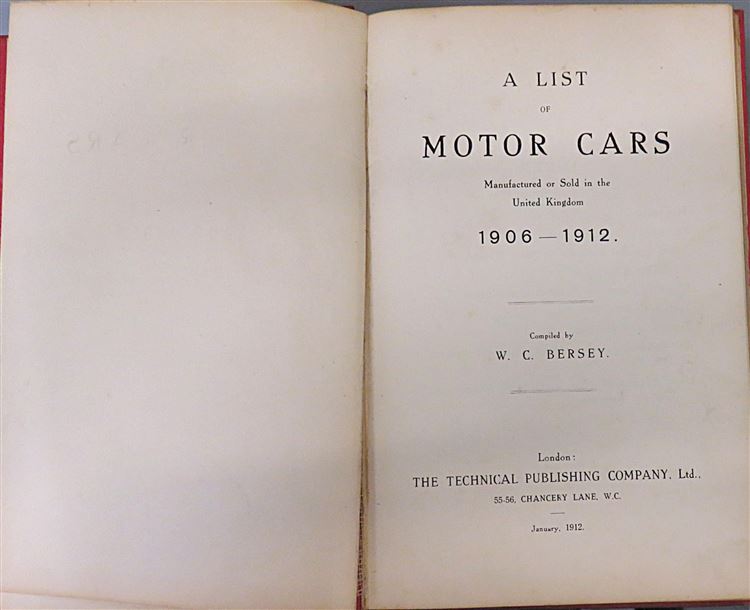 A LIST
OF
MOTOR CARS
Manufactured or Sold in the
United Kingdom
1906 — 1912.
Compiled by
W. C. BERSEY.
London:
THE TECHNICAL PUBLISHING COMPANY, Ltd.,
55-56, CHANCERY LANE, W.C.
January, 1912.